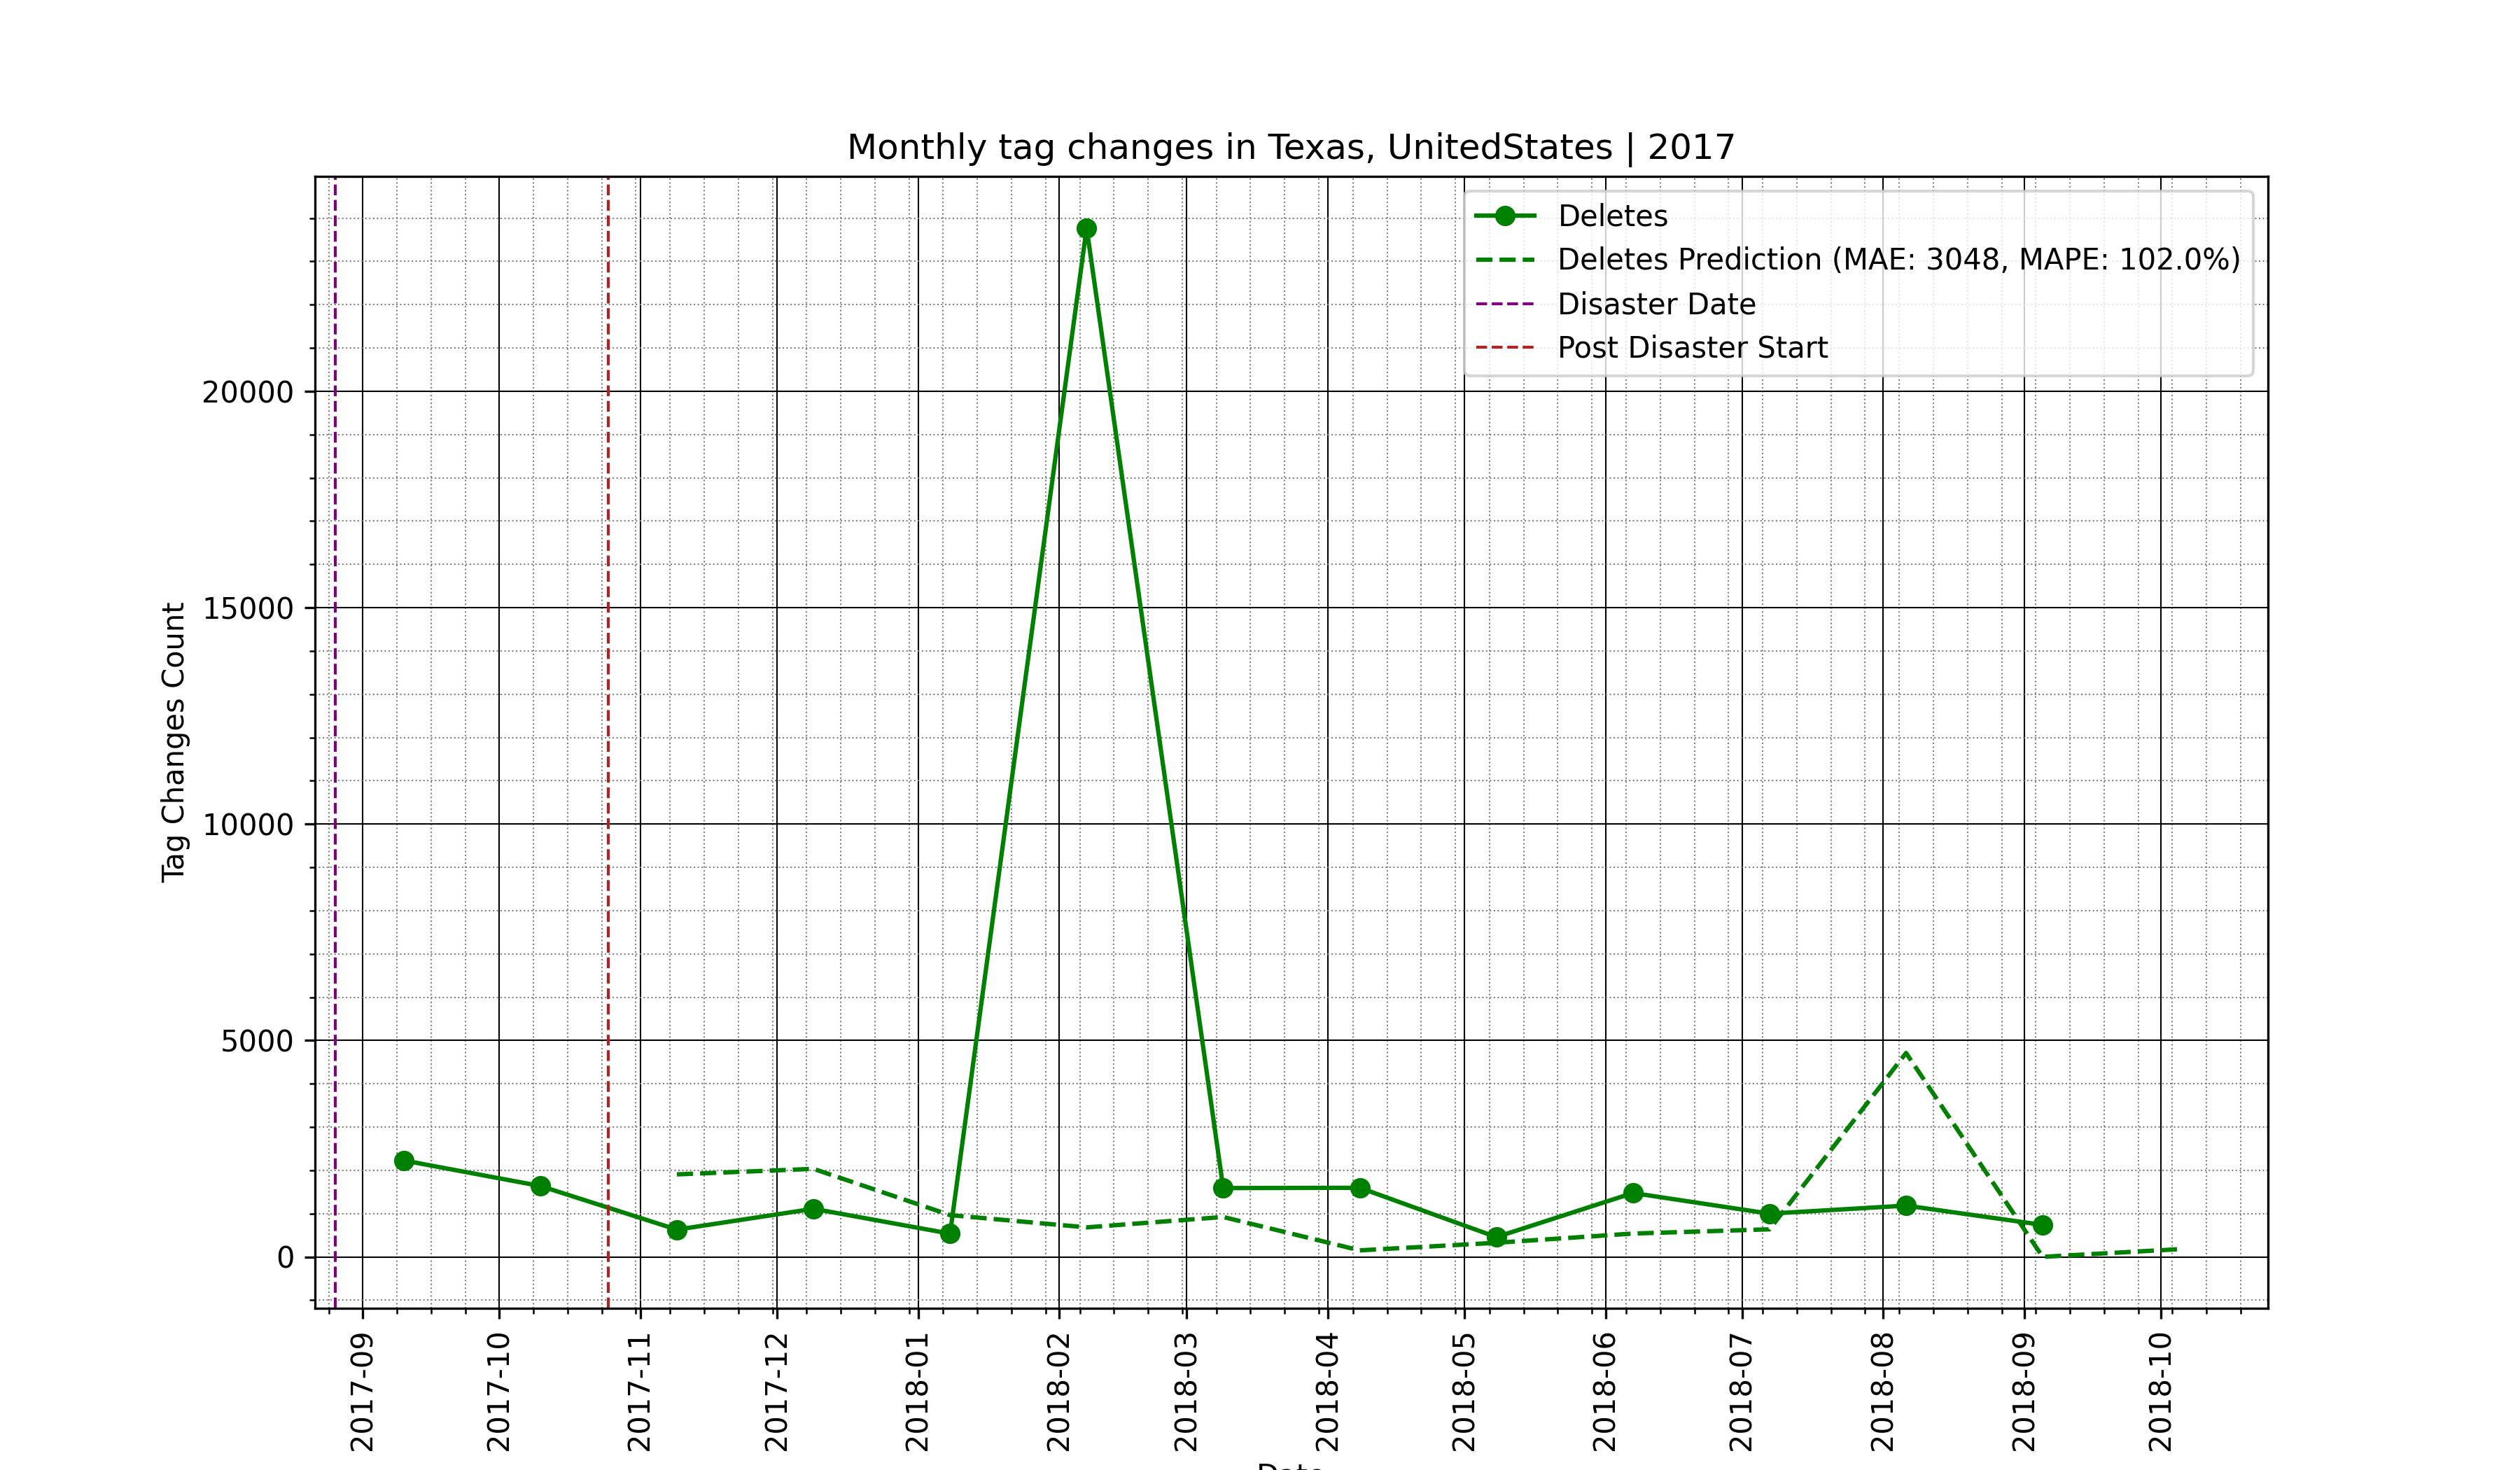 Monthly tag changes in Texas, UnitedStates | 2017
Deletes
Deletes Prediction (MAE: 3048, MAPE: 102.0%)
Disaster Date
Post Disaster Start
Tag Changes Count
20000
15000
10000
5000
0
2017-09
2017-10
2017-11
2017-12
2018-01
2018-02
2018-03
2018-04
2018-05
2018-06
2018-07
2018-08
2018-09
2018-10
Date